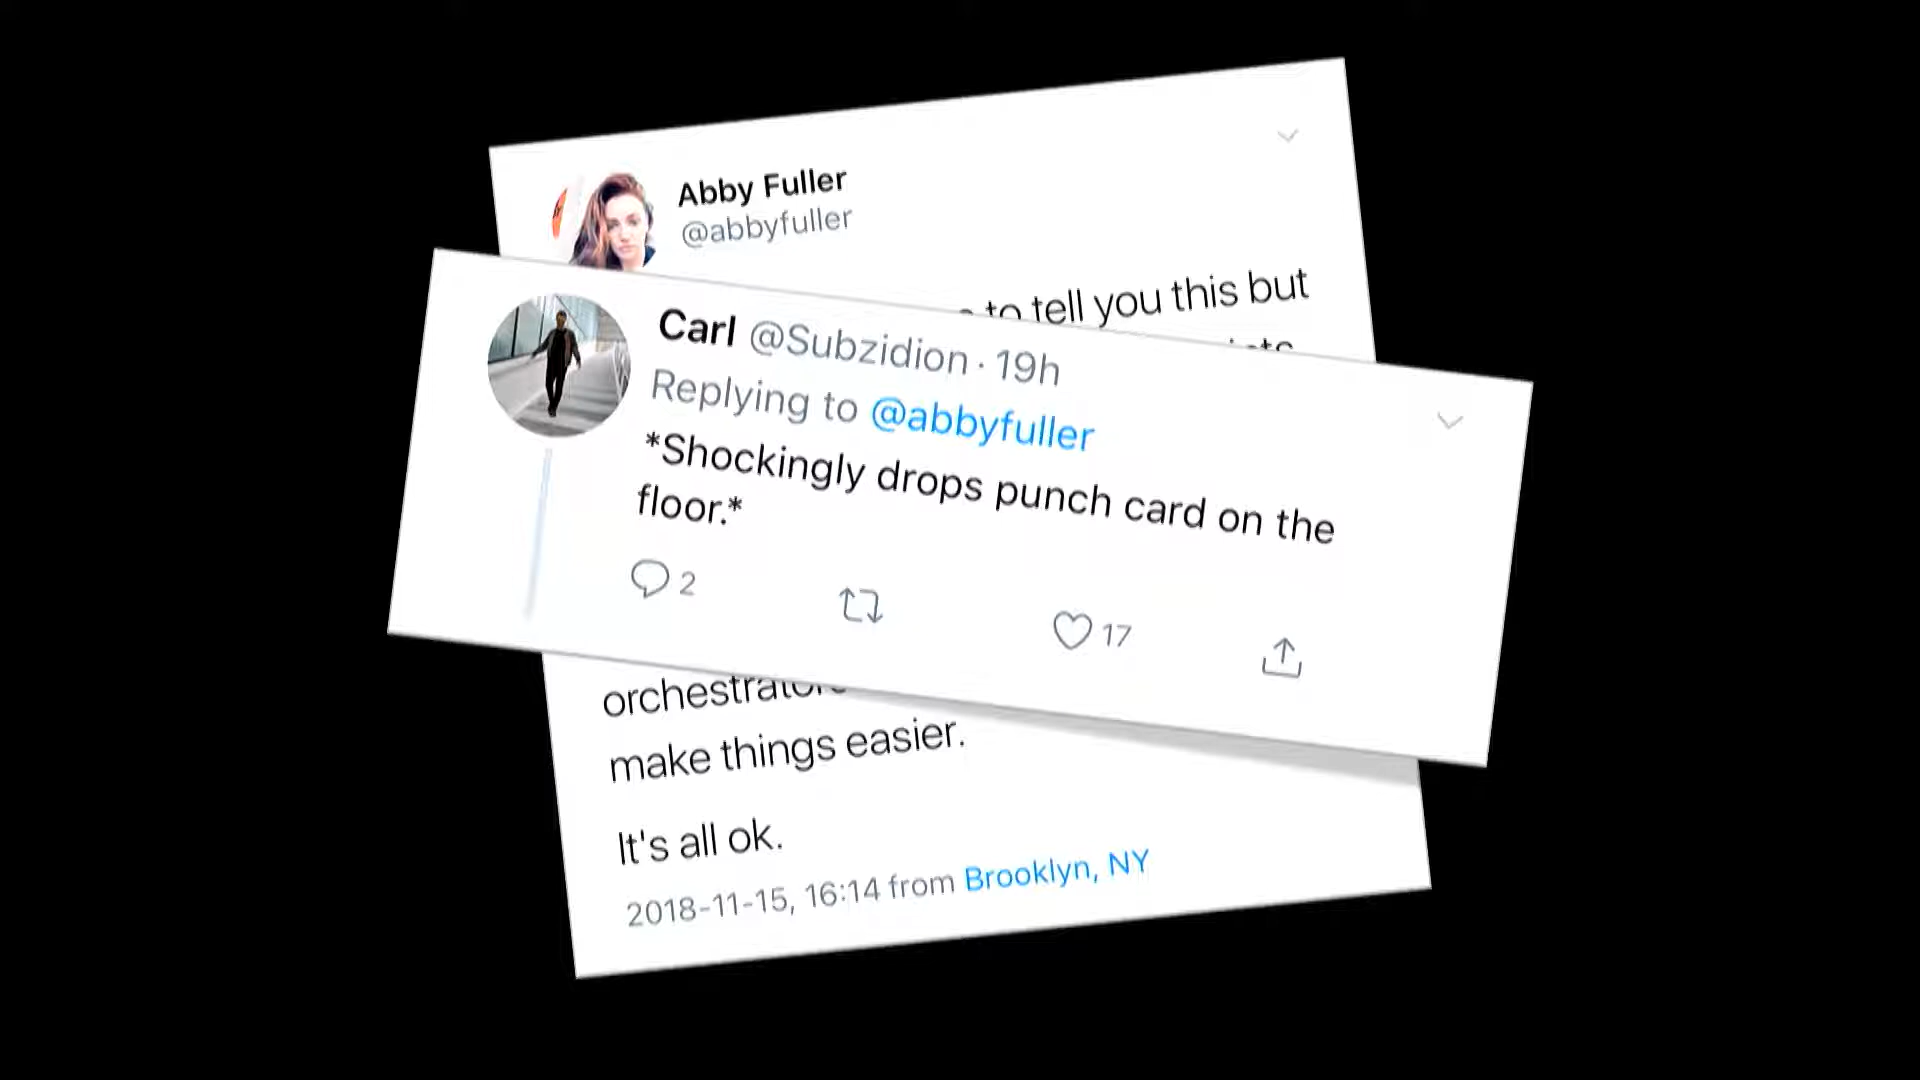 Abby Fuller
@abbyfuller
to tell you this but
Carl @Subzidion · 19h
Replying to @abbyfuller
*Shockingly drops punch card on the
floor.*
2
17
make things easier.
It's all ok.
2018-11-15, 16:14 from Brooklyn, NY